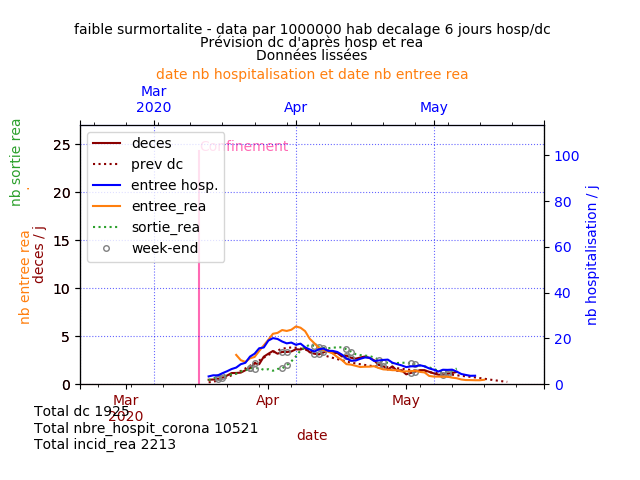 faible surmortalite - data par 1000000 hab decalage 6 jours hosp/dc
Prévision dc d'après hosp et rea
Données lissées
date nb hospitalisation et date nb entree rea
Mar
2020
Apr
May
nb sortie rea
.
nb entree rea
deces / j
25
20
15
10
5
0
Confinement
deces
prev dc
entree hosp.
entree_rea
sortie_rea
week-end
100
80
60
40
20
0
nb hospitalisation / j
Mar
2020
Apr
May
date
Total dc 1925
Total nbre_hospit_corona 10521
Total incid_rea 2213